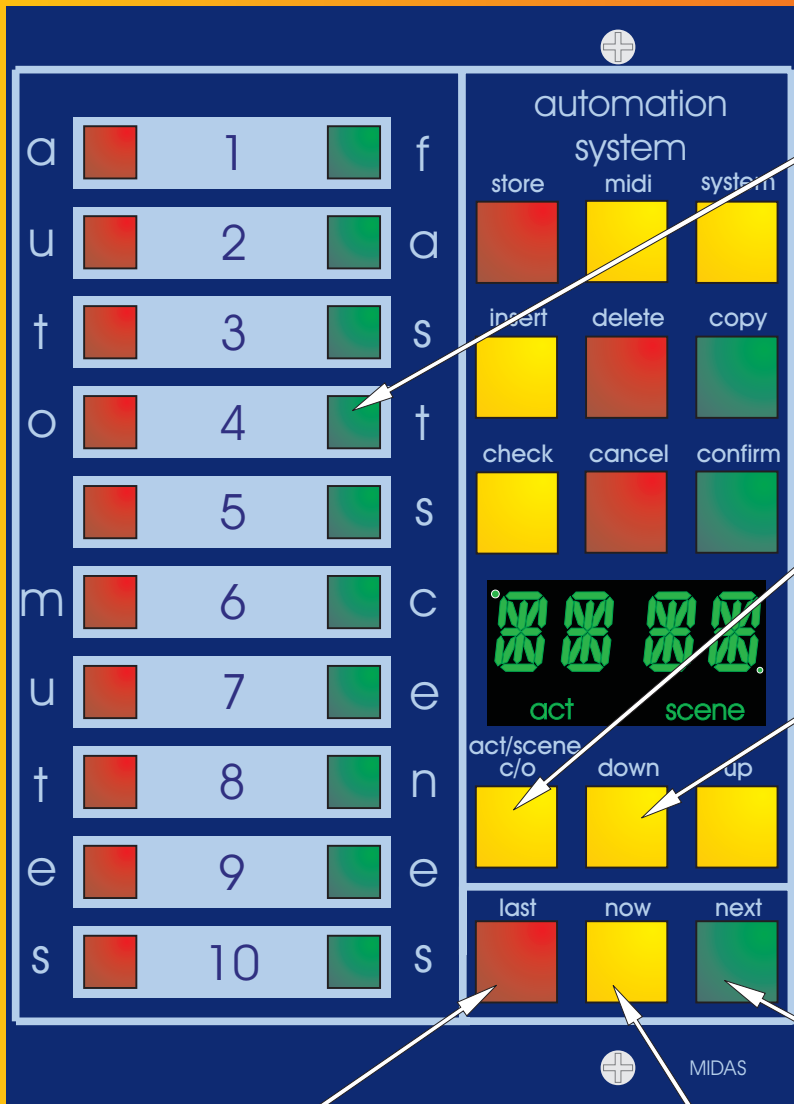 automation
system
store midi system
insert delete copy
check cancel confirm
act scene
act/scene
c/o down up
last now next
MIDAS
a 1 f
u 2 a
t 3 s
o 4 t
5 s
m 6 c
u 7 e
t 8 n
e 9 e
s 10 s